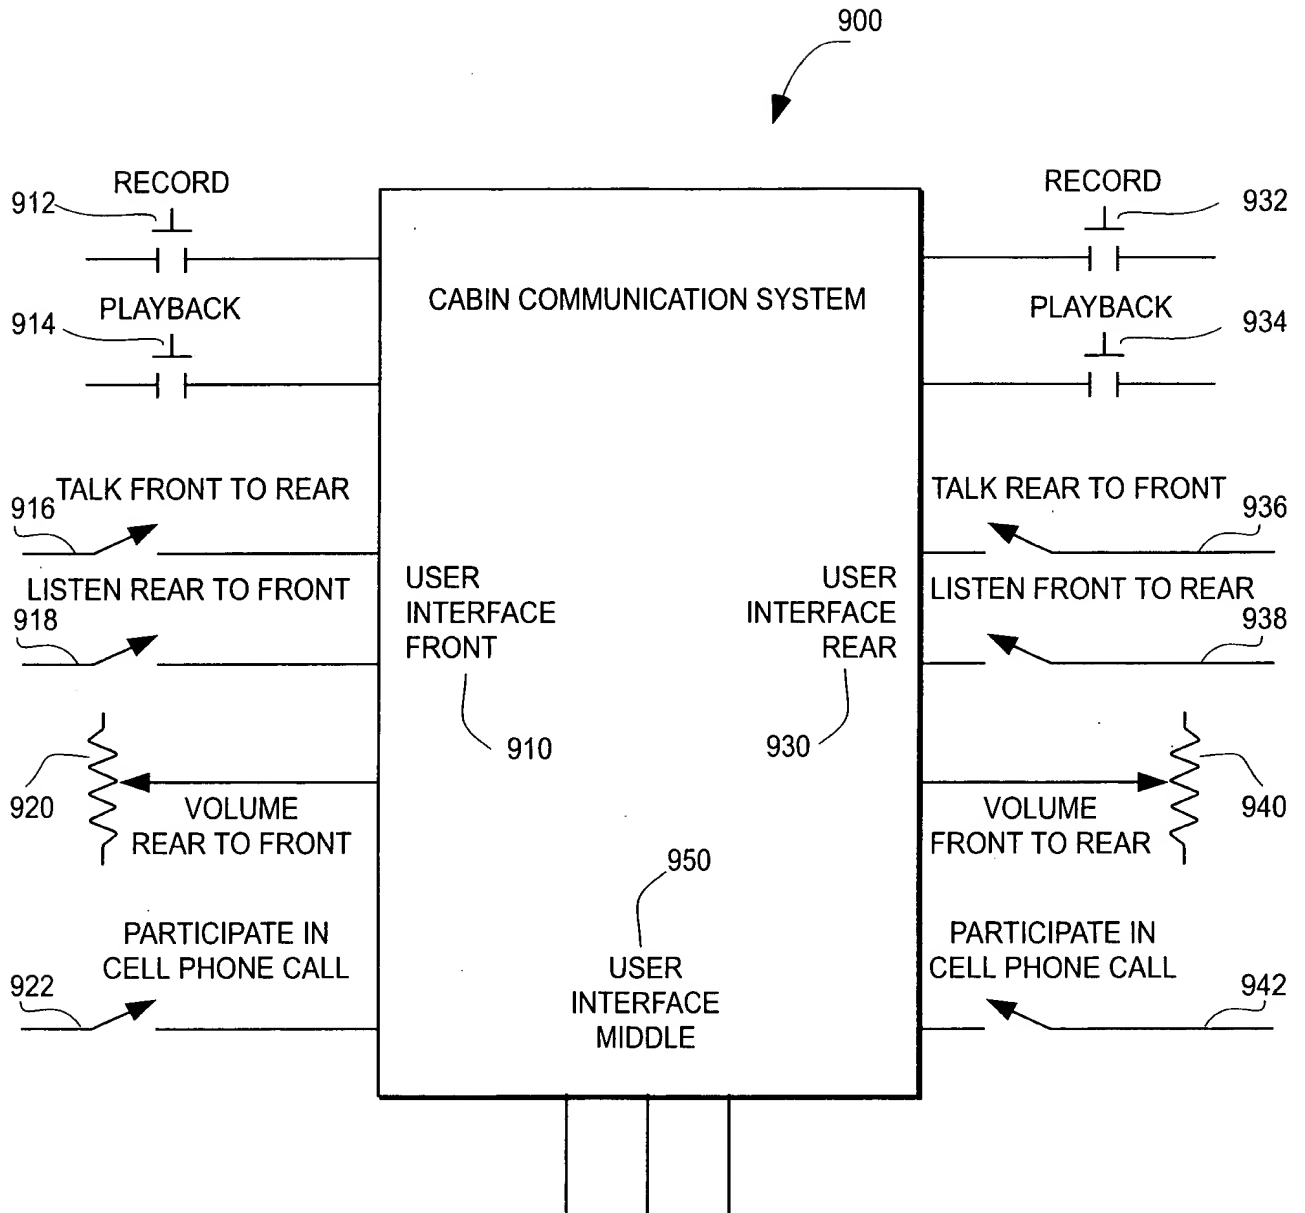 900
RECORD
912
PLAYBACK
914
TALK FRONT TO REAR
916
LISTEN REAR TO FRONT
918
920
VOLUME
REAR TO FRONT
PARTICIPATE IN
CELL PHONE CALL
922
CABIN COMMUNICATION SYSTEM
USER
INTERFACE
FRONT
910
USER
INTERFACE
REAR
930
950
USER
INTERFACE
MIDDLE
RECORD
932
PLAYBACK
934
TALK REAR TO FRONT
936
LISTEN FRONT TO REAR
938
VOLUME
FRONT TO REAR
940
PARTICIPATE IN
CELL PHONE CALL
942